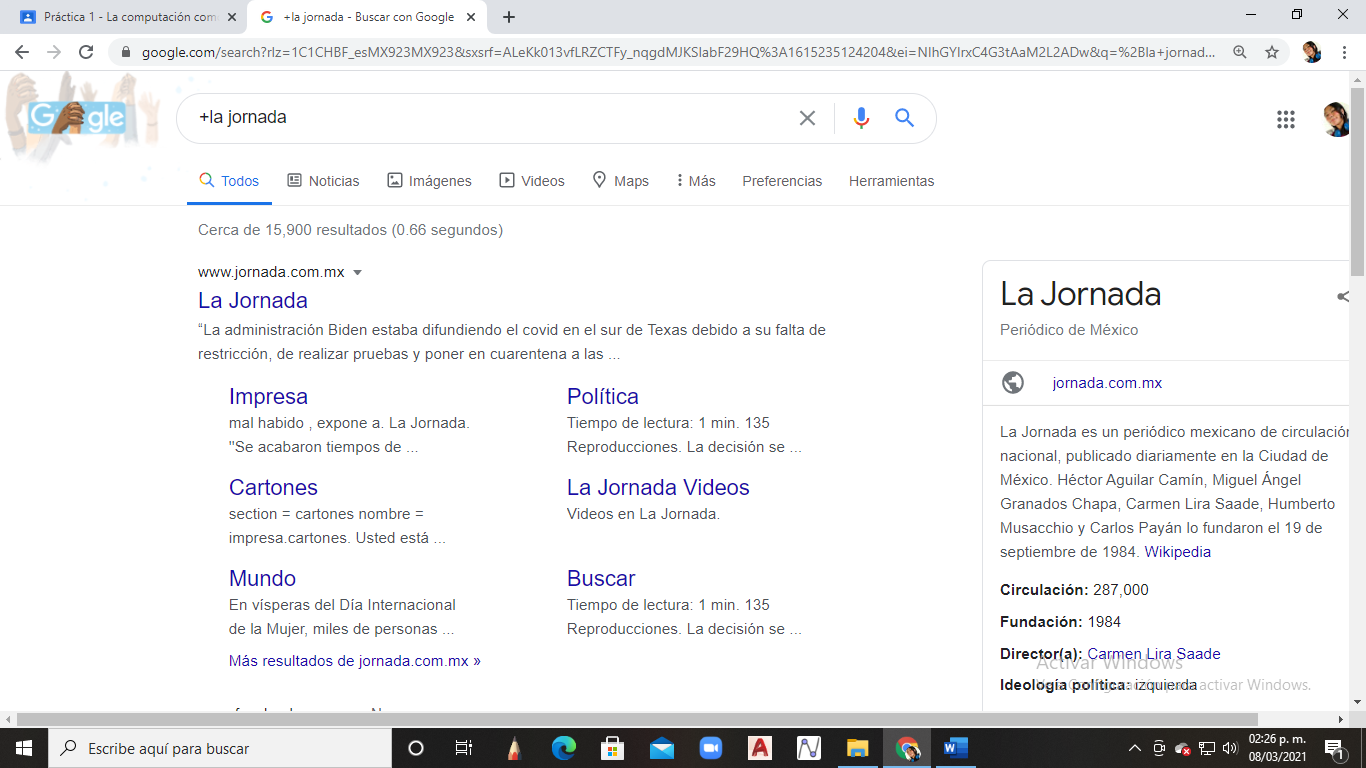 Práctica 1 - La computación com
+la jornada - Buscar con Google
google.com/search?rlz=1C1CHBF_esMX923MX923&sxsrf=ALeKk013vfLRZCTFy_nqgdMJKSIabF29HQ%3A1615235124204&ei=NIhGYIrxC4G3tAaM2L2ADw&q=%2Bla+jornad...
Google
+la jornada
Todos
Noticias
Imágenes
Videos
Maps
Más
Preferencias
Herramientas
Cerca de 15,900 resultados (0.66 segundos)
www.jornada.com.mx
La Jornada
“La administración Biden estaba difundiendo el covid en el sur de Texas debido a su falta de
restricción, de realizar pruebas y poner en cuarentena a las ...
Impresa
mal habido , expone a. La Jornada.
"Se acabaron tiempos de ...
Política
Tiempo de lectura: 1 min. 135
Reproducciones. La decisión se ...
Cartones
section = cartones nombre =
impresa.cartones. Usted está ...
La Jornada Videos
Videos en La Jornada.
Mundo
En vísperas del Día Internacional
de la Mujer, miles de personas ...
Buscar
Tiempo de lectura: 1 min. 135
Reproducciones. La decisión se ...
Más resultados de jornada.com.mx »
La Jornada
Periódico de México
jornada.com.mx
La Jornada es un periódico mexicano de circulación
nacional, publicado diariamente en la Ciudad de
México. Héctor Aguilar Camín, Miguel Ángel
Granados Chapa, Carmen Lira Saade, Humberto
Musacchio y Carlos Payán lo fundaron el 19 de
septiembre de 1984. Wikipedia
Circulación: 287,000
Fundación: 1984
Director(a): Carmen Lira Saade
Ideología política: izquierda
Activar Windows
activar Windows.
Escribe aquí para buscar
02:26 p. m.
08/03/2021
1